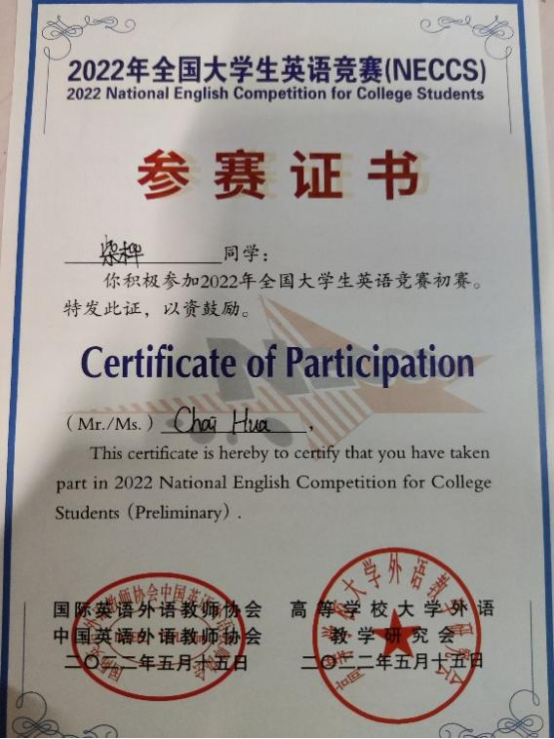 2022年全国大学生英语竞赛(NECCS)
2022 National English Competition for College Students
参赛证书
柴桦 同学：
你积极参加2022年全国大学生英语竞赛初赛。
特发此证，以资鼓励。
Certificate of Participation
(Mr./Ms.) Chai Hua ,
This certificate is hereby to certify that you have taken
part in 2022 National English Competition for College
Students (Preliminary) .
国际英语外语教师协会
中国英语外语教师协会
二〇二二年五月十五日
高等学校大学外语
教学研究会
二〇二二年五月十五日